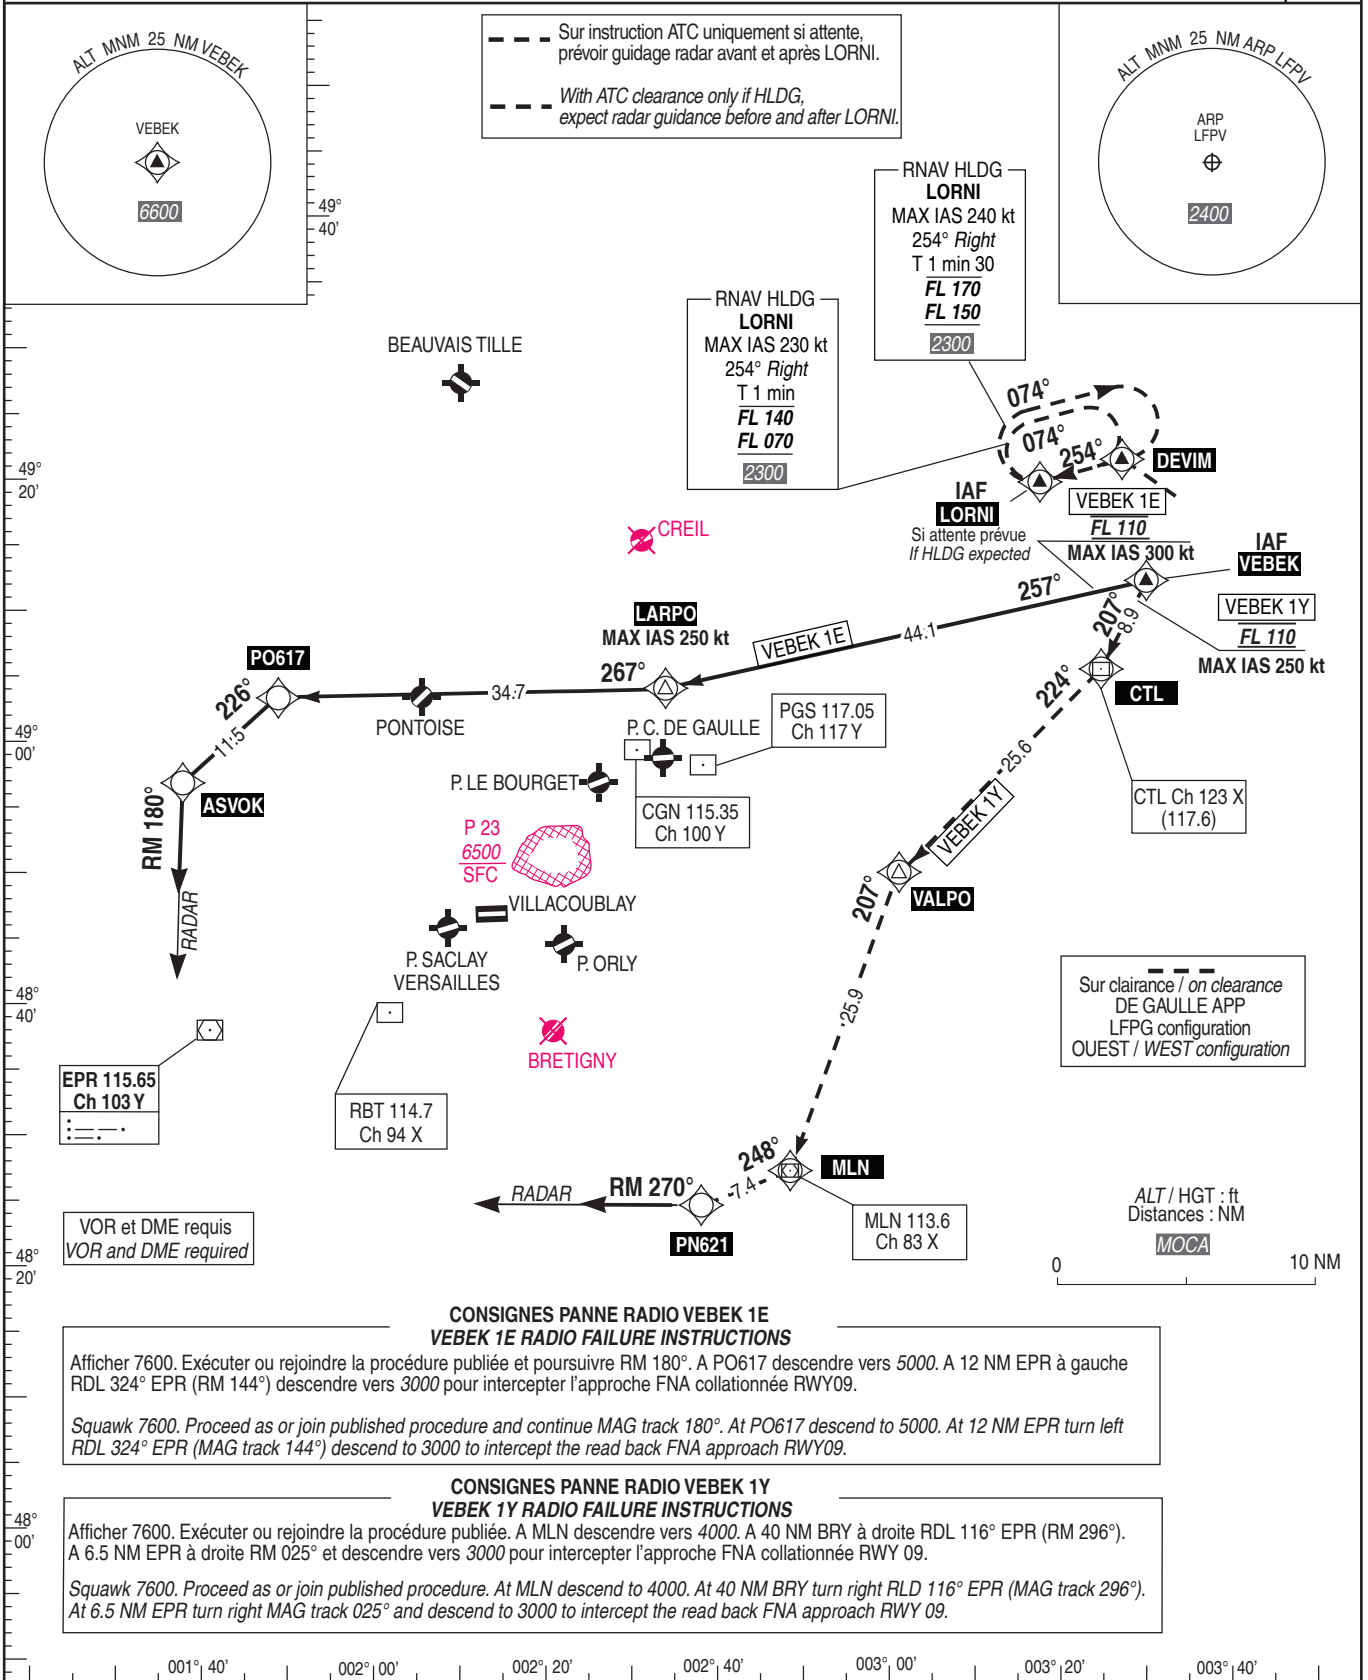 ALT MNM 25 NM VEBEK
VEBEK
6600
Sur instruction ATC uniquement si attente,
prévoir guidage radar avant et après LORNI.
With ATC clearance only if HLDG,
expect radar guidance before and after LORNI.
ALT MNM 25 NM ARP LFPV
ARP
LFPV
2400
49°
40'
RNAV HLDG
LORNI
MAX IAS 240 kt
254° Right
T 1 min 30
FL 170
FL 150
2300
RNAV HLDG
LORNI
MAX IAS 230 kt
254° Right
T 1 min
FL 140
FL 070
2300
BEAUVAIS TILLE
074°
074°
254°
DEVIM
49°
20'
IAF
LORNI
Si attente prévue
If HLDG expected
VEBEK 1E
FL 110
MAX IAS 300 kt
IAF
VEBEK
CREIL
257°
207°
8.9
VEBEK 1Y
FL 110
MAX IAS 250 kt
LARPO
MAX IAS 250 kt
VEBEK 1E
44.1
PO617
267°
226°
34.7
224°
CTL
11.5
PONTOISE
PGS 117.05
Ch 117 Y
P. C. DE GAULLE
49°
00'
25.6
P. LE BOURGET
ASVOK
RM 180°
CGN 115.35
Ch 100 Y
CTL Ch 123 X
(117.6)
VEBEK 1Y
P 23
6500
SFC
VALPO
207°
RADAR
VILLACOUBLAY
P. SACLAY
VERSAILLES
P. ORLY
48°
40'
25.9
Sur clairance / on clearance
DE GAULLE APP
LFPG configuration
OUEST / WEST configuration
BRETIGNY
EPR 115.65
Ch 103 Y
RBT 114.7
Ch 94 X
248°
MLN
7.4
RADAR
RM 270°
PN621
MLN 113.6
Ch 83 X
ALT / HGT : ft
Distances : NM
MOCA
VOR et DME requis
VOR and DME required
48°
20'
0
10 NM
CONSIGNES PANNE RADIO VEBEK 1E
VEBEK 1E RADIO FAILURE INSTRUCTIONS
Afficher 7600. Exécuter ou rejoindre la procédure publiée et poursuivre RM 180°. A PO617 descendre vers 5000. A 12 NM EPR à gauche
RDL 324° EPR (RM 144°) descendre vers 3000 pour intercepter l'approche FNA collationnée RWY09.
Squawk 7600. Proceed as or join published procedure and continue MAG track 180°. At PO617 descend to 5000. At 12 NM EPR turn left
RDL 324° EPR (MAG track 144°) descend to 3000 to intercept the read back FNA approach RWY09.
CONSIGNES PANNE RADIO VEBEK 1Y
VEBEK 1Y RADIO FAILURE INSTRUCTIONS
48°
00'
Afficher 7600. Exécuter ou rejoindre la procédure publiée. A MLN descendre vers 4000. A 40 NM BRY à droite RDL 116° EPR (RM 296°).
A 6.5 NM EPR à droite RM 025° et descendre vers 3000 pour intercepter l'approche FNA collationnée RWY 09.
Squawk 7600. Proceed as or join published procedure. At MLN descend to 4000. At 40 NM BRY turn right RLD 116° EPR (MAG track 296°).
At 6.5 NM EPR turn right MAG track 025° and descend to 3000 to intercept the read back FNA approach RWY 09.
001° 40'
002° 00'
002° 20'
002° 40'
003° 00'
003° 20'
003° 40'